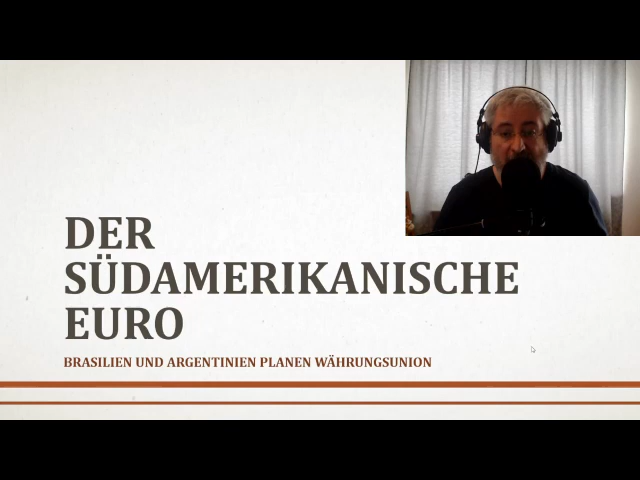 DER
SÜDAMERIKANISCHE
EURO
BRASILIEN UND ARGENTINIEN PLANEN WÄHRUNGSUNION